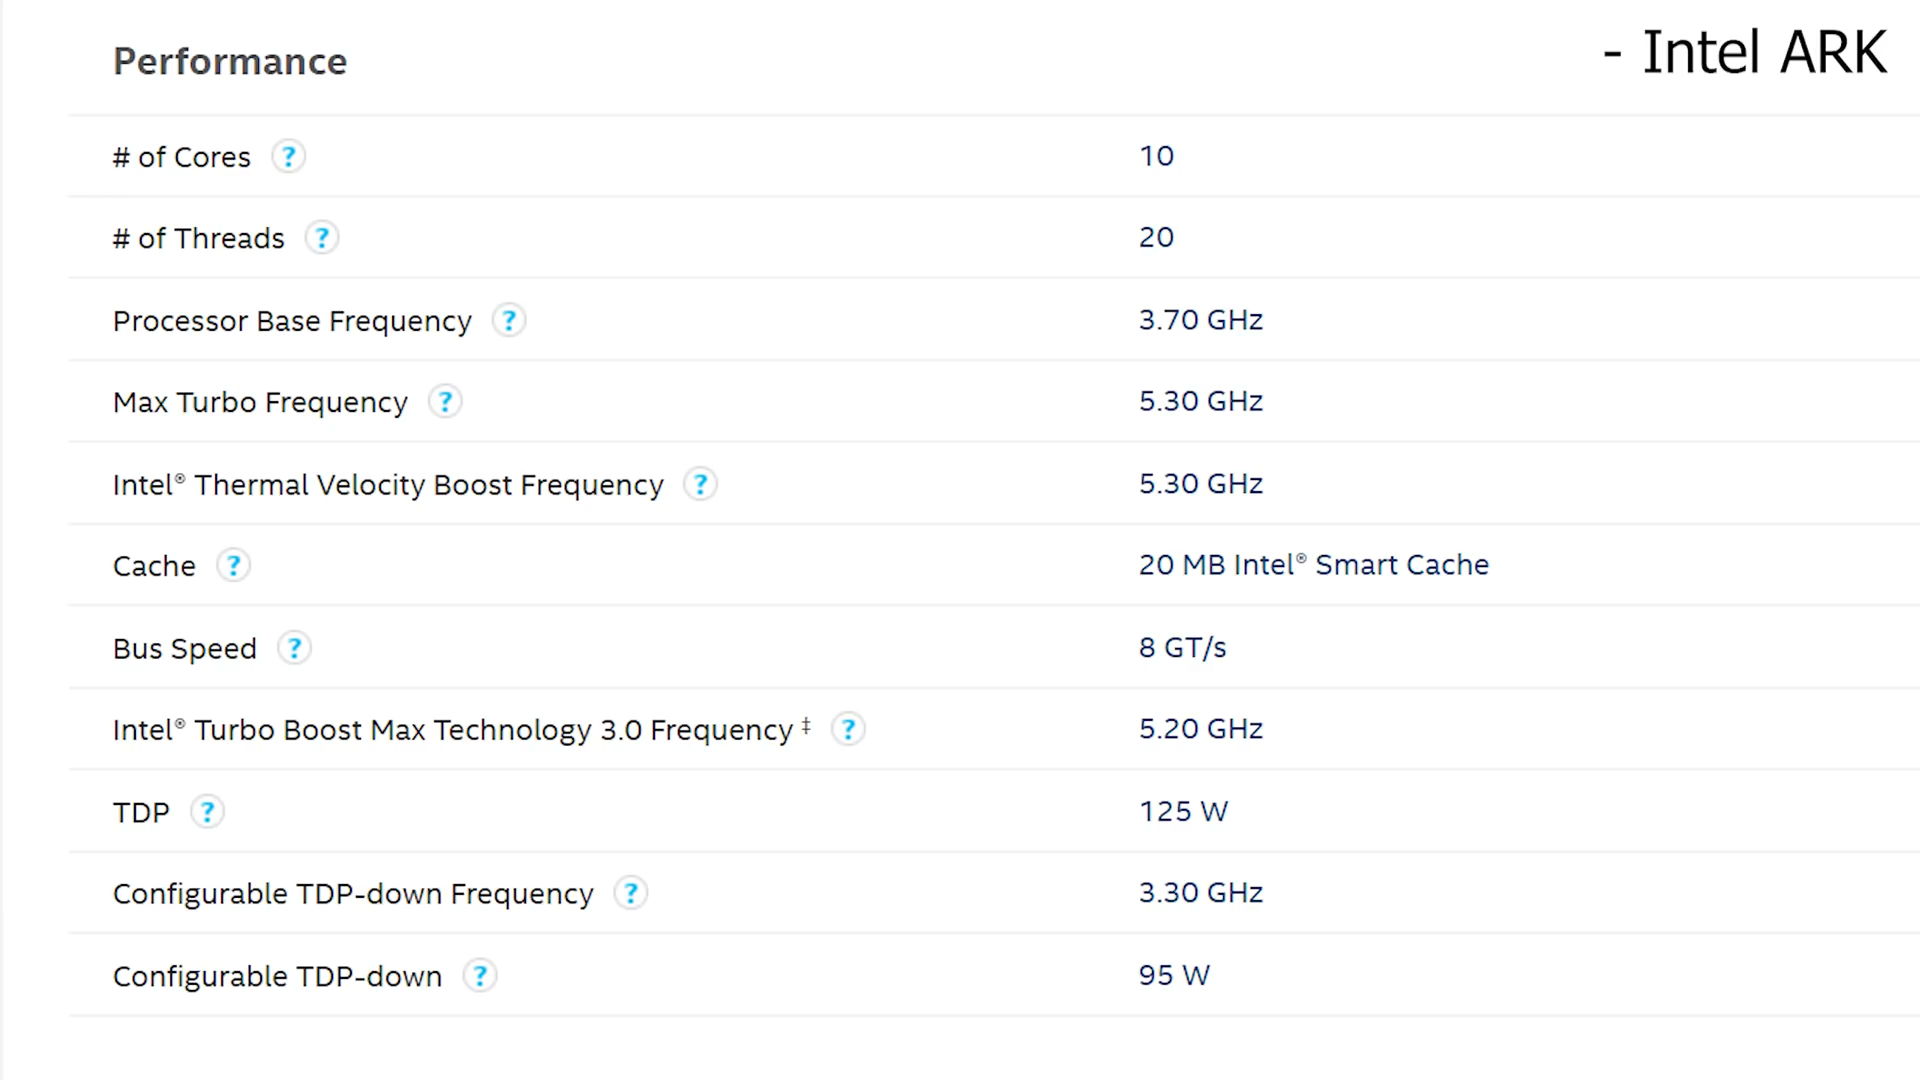 Performance
- Intel ARK
# of Cores ? 10
# of Threads ? 20
Processor Base Frequency ? 3.70 GHz
Max Turbo Frequency ? 5.30 GHz
Intel® Thermal Velocity Boost Frequency ? 5.30 GHz
Cache ? 20 MB Intel® Smart Cache
Bus Speed ? 8 GT/s
Intel® Turbo Boost Max Technology 3.0 Frequency ‡ ? 5.20 GHz
TDP ? 125 W
Configurable TDP-down Frequency ? 3.30 GHz
Configurable TDP-down ? 95 W